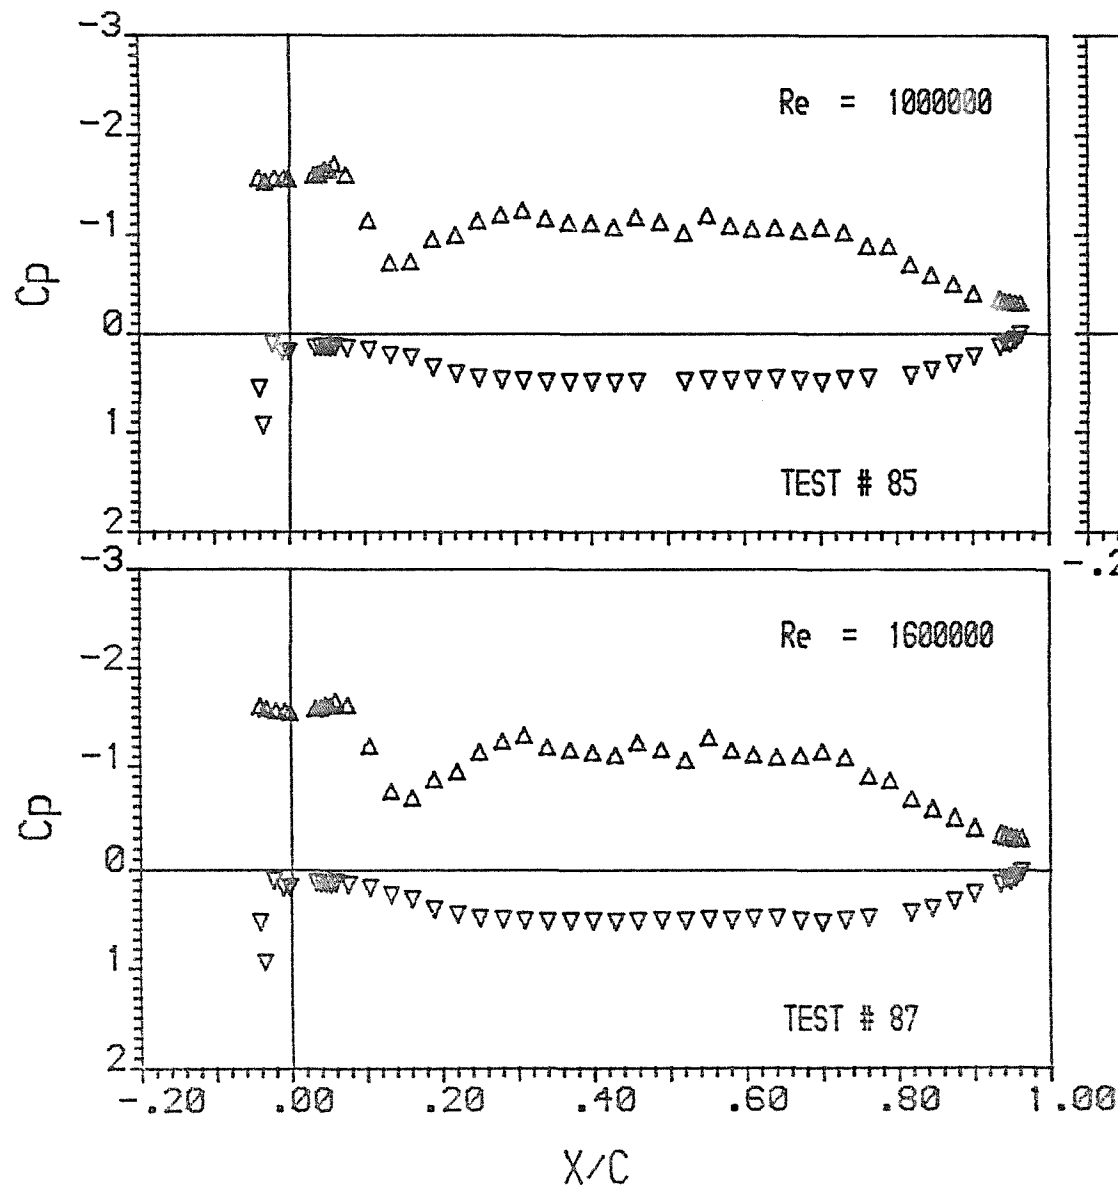 -3
Re = 1000000
-2
-1
Cp
0
1
TEST # 85
2
-3
-.2
Re = 1600000
-2
-1
Cp
0
1
TEST # 87
2
-.20 .00 .20 .40 .60 .80 1.00
X/C